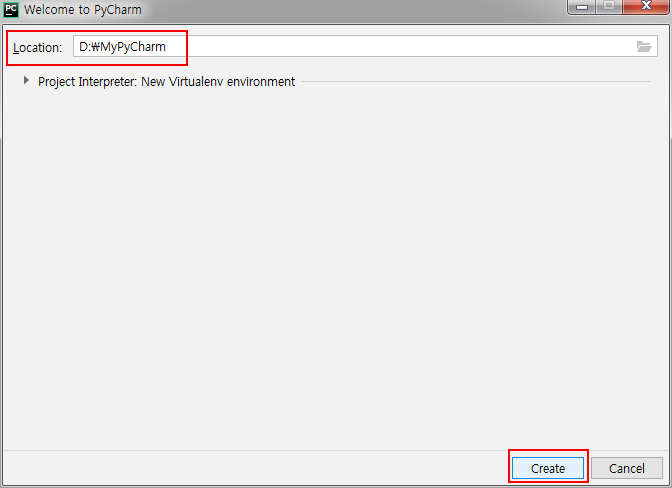 PC Welcome to PyCharm
Location: D:₩MyPyCharm
Project Interpreter: New Virtualenv environment
Create Cancel